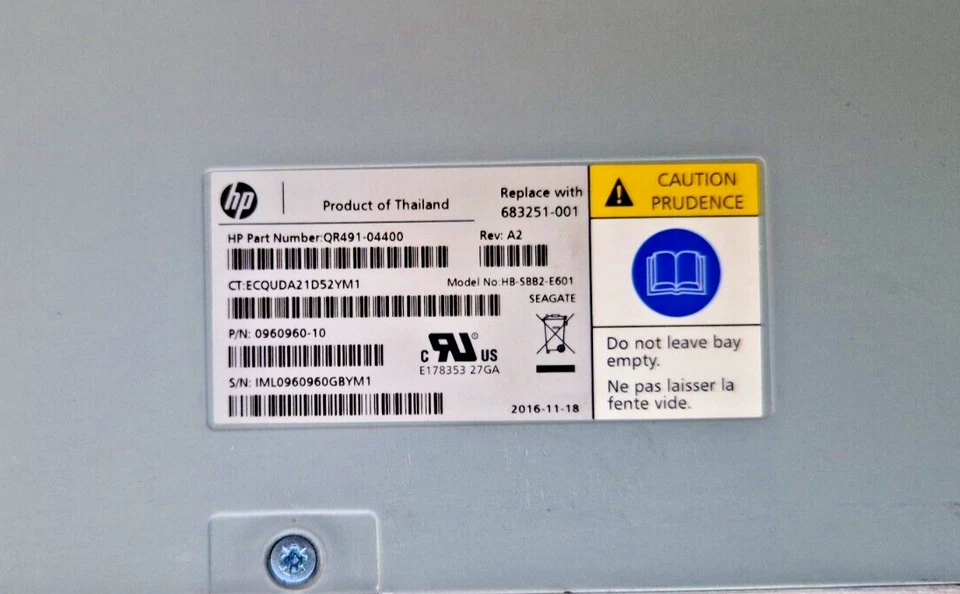 hp
Product of Thailand
Replace with
683251-001
HP Part Number:QR491-04400
Rev: A2
CT:ECQUDA21D52YM1
Model No:HB-SBB2-E601
SEAGATE
P/N: 0960960-10
C UR US
E178353 27GA
S/N: IML0960960GBYM1
2016-11-18
CAUTION
PRUDENCE
Do not leave bay
empty.
Ne pas laisser la
fente vide.